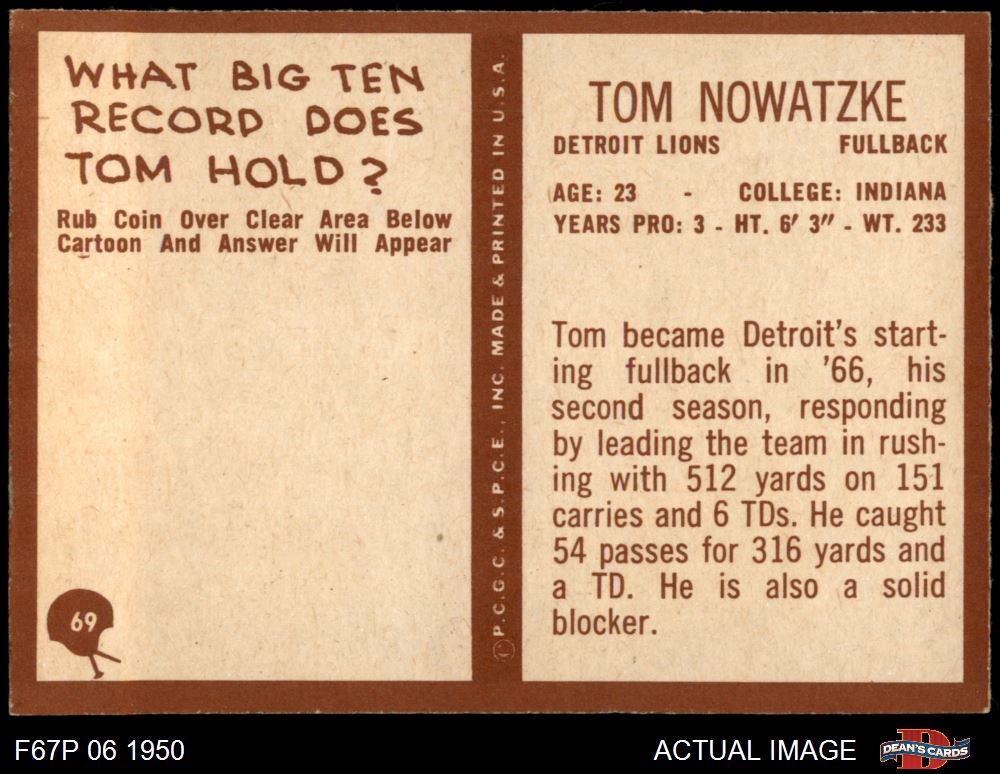 WHAT BIG TEN
RECORD DOES
TOM HOLD?
Rub Coin Over Clear Area Below
Cartoon And Answer Will Appear
69
© P.C.G.C. & S.P.C.E., INC. MADE & PRINTED IN U.S.A.
TOM NOWATZKE
DETROIT LIONS FULLBACK
AGE: 23 - COLLEGE: INDIANA
YEARS PRO: 3 - HT. 6′ 3″ - WT. 233
Tom became Detroit's start-
ing fullback in '66, his
second season, responding
by leading the team in rush-
ing with 512 yards on 151
carries and 6 TDs. He caught
54 passes for 316 yards and
a TD. He is also a solid
blocker.
F67P 06 1950
ACTUAL IMAGE
DEAN'S CARDS